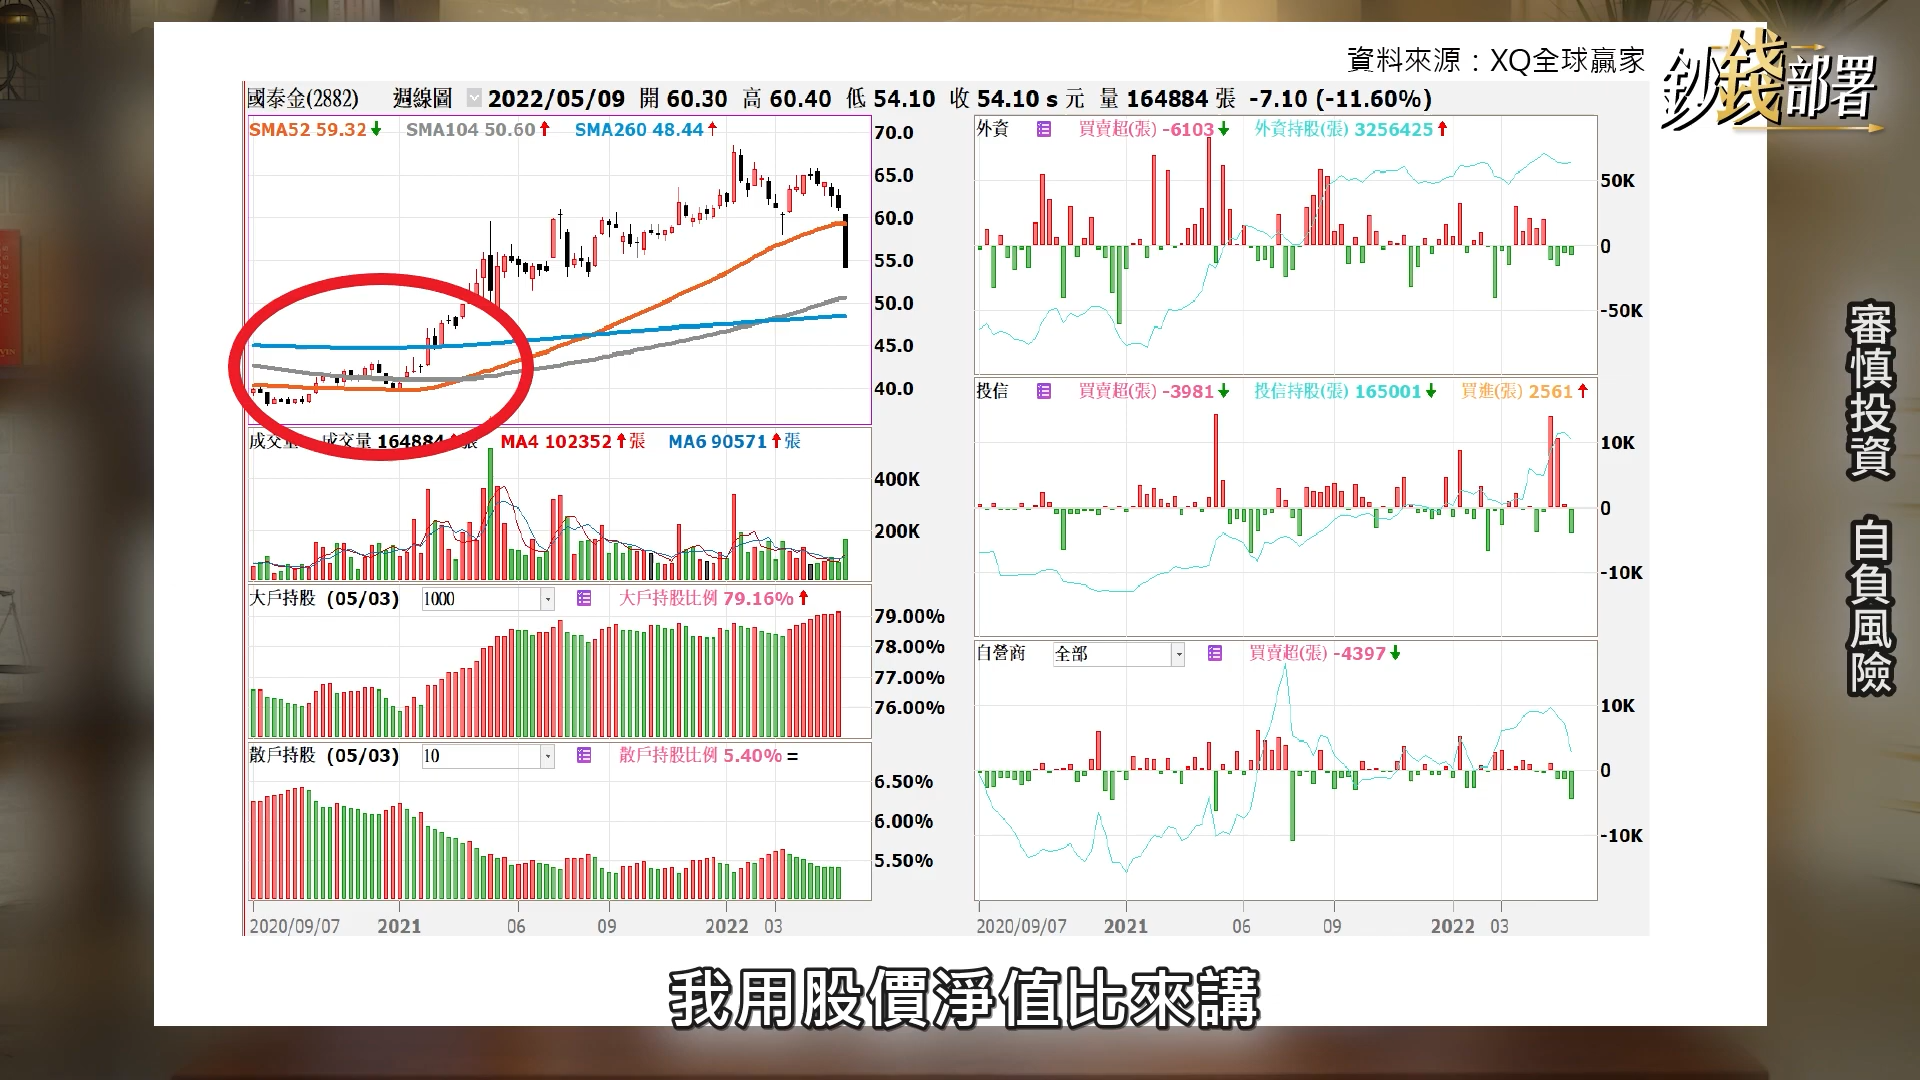 資料來源：XQ全球贏家
鈔錢部署
國泰金(2882) 週線圖 2022/05/09 開 60.30 高 60.40 低 54.10 收 54.10 s 元 量 164884 張 -7.10 (-11.60%)
SMA52 59.32↓ SMA104 50.60↑ SMA260 48.44↑
70.0
65.0
60.0
55.0
50.0
45.0
40.0
成交量 成交量 164884↑張 MA4 102352↑張 MA6 90571↑張
400K
200K
大戶持股 (05/03) 1000 大戶持股比例 79.16%↑
79.00%
78.00%
77.00%
76.00%
散戶持股 (05/03) 10 散戶持股比例 5.40% =
6.50%
6.00%
5.50%
2020/09/07 2021 06 09 2022 03
外資 買賣超(張) -6103↓ 外資持股(張) 3256425↑
50K
0
-50K
投信 買賣超(張) -3981↓ 投信持股(張) 165001↓ 買進(張) 2561↑
10K
0
-10K
自營商 全部 買賣超(張) -4397↓
10K
0
-10K
2020/09/07 2021 06 09 2022 03
審慎投資 自負風險
我用股價淨值比來講